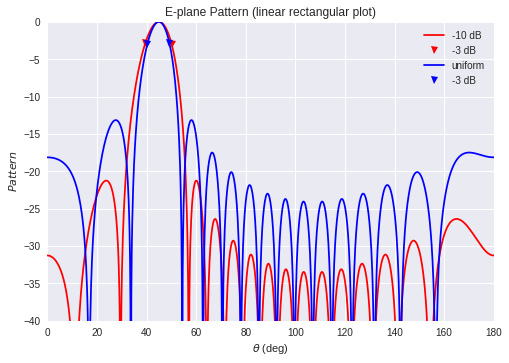 E-plane Pattern (linear rectangular plot)
Pattern
0
−5
−10
−15
−20
−25
−30
−35
−40
-10 dB
-3 dB
uniform
-3 dB
0 20 40 60 80 100 120 140 160 180
θ (deg)